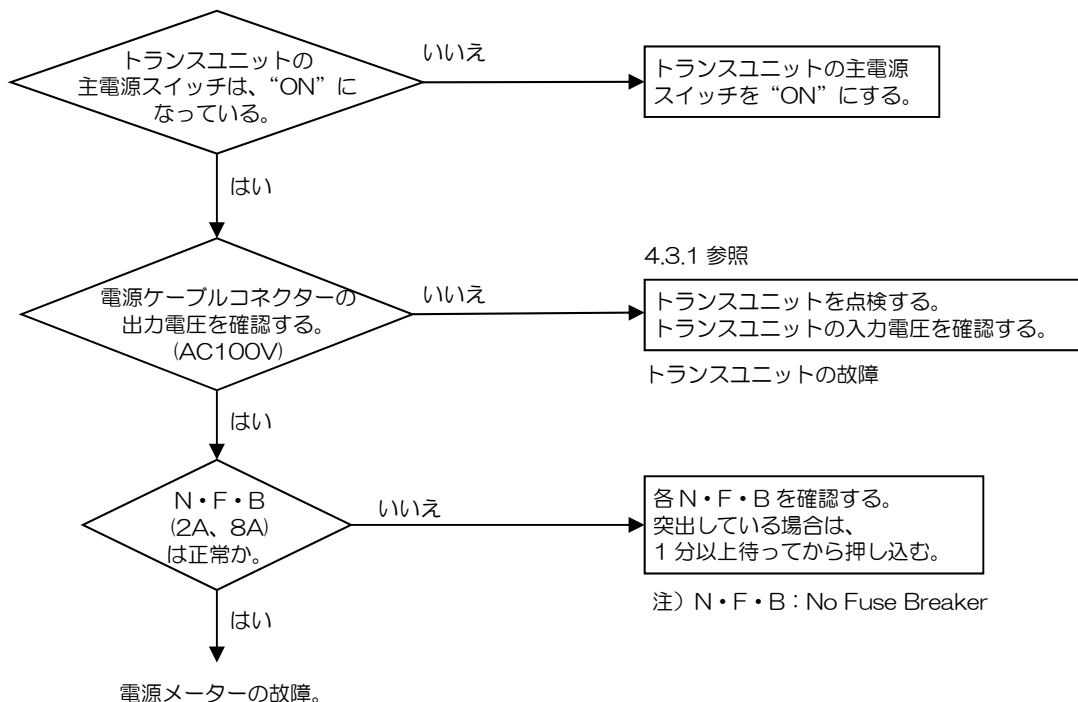 トランスユニットの
主電源スイッチは、“ON”に
なっている。
いいえ
トランスユニットの主電源
スイッチを“ON”にする。
はい
電源ケーブルコネクターの
出力電圧を確認する。
(AC100V)
いいえ
4.3.1 参照
トランスユニットを点検する。
トランスユニットの入力電圧を確認する。
トランスユニットの故障
はい
N・F・B
(2A、8A)
は正常か。
いいえ
各N・F・Bを確認する。
突出している場合は、
1分以上待ってから押し込む。
注）N・F・B：No Fuse Breaker
はい
電源メーターの故障。